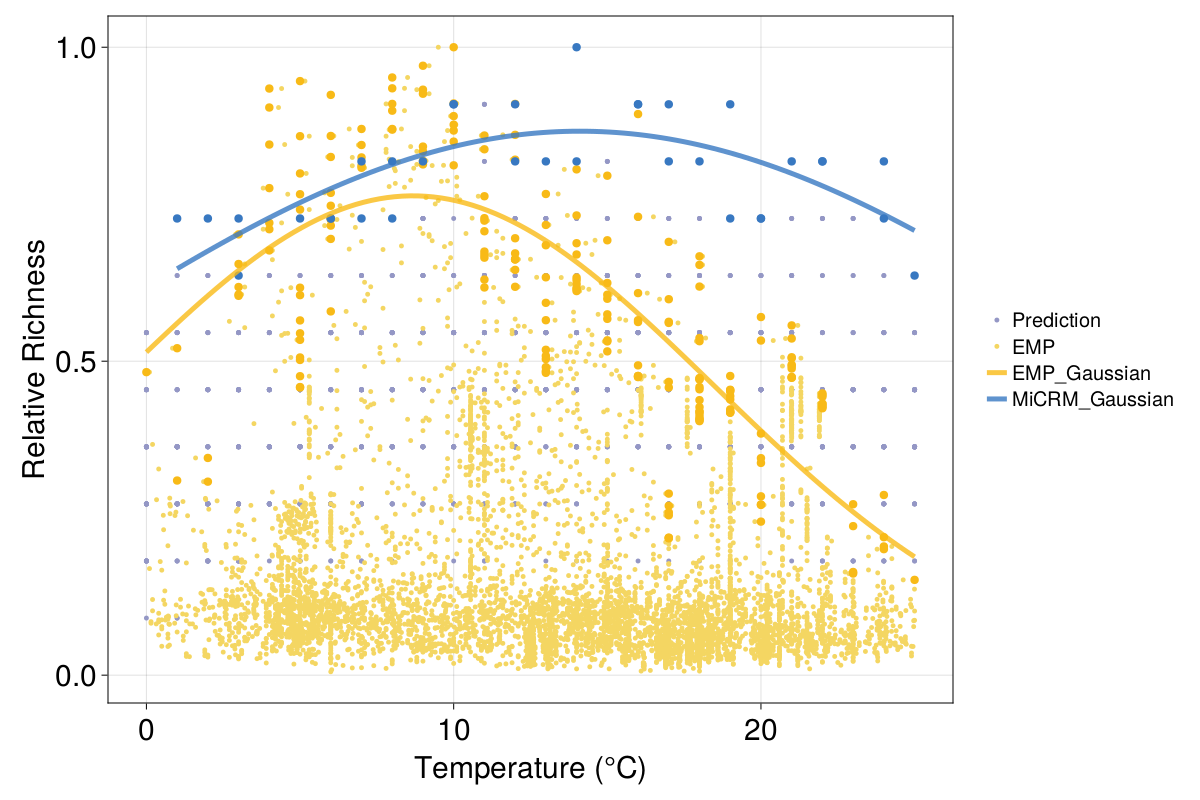 1.0
0.5
0.0
Relative Richness
0
10
20
Temperature (°C)
Prediction
EMP
EMP_Gaussian
MiCRM_Gaussian